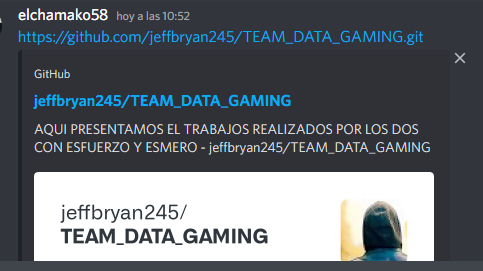 elchamako58 hoy a las 10:52
https://github.com/jeffbryan245/TEAM_DATA_GAMING.git
GitHub
jeffbryan245/TEAM_DATA_GAMING
AQUI PRESENTAMOS EL TRABAJOS REALIZADOS POR LOS DOS
CON ESFUERZO Y ESMERO - jeffbryan245/TEAM_DATA_GAMING
jeffbryan245/
TEAM_DATA_GAMING